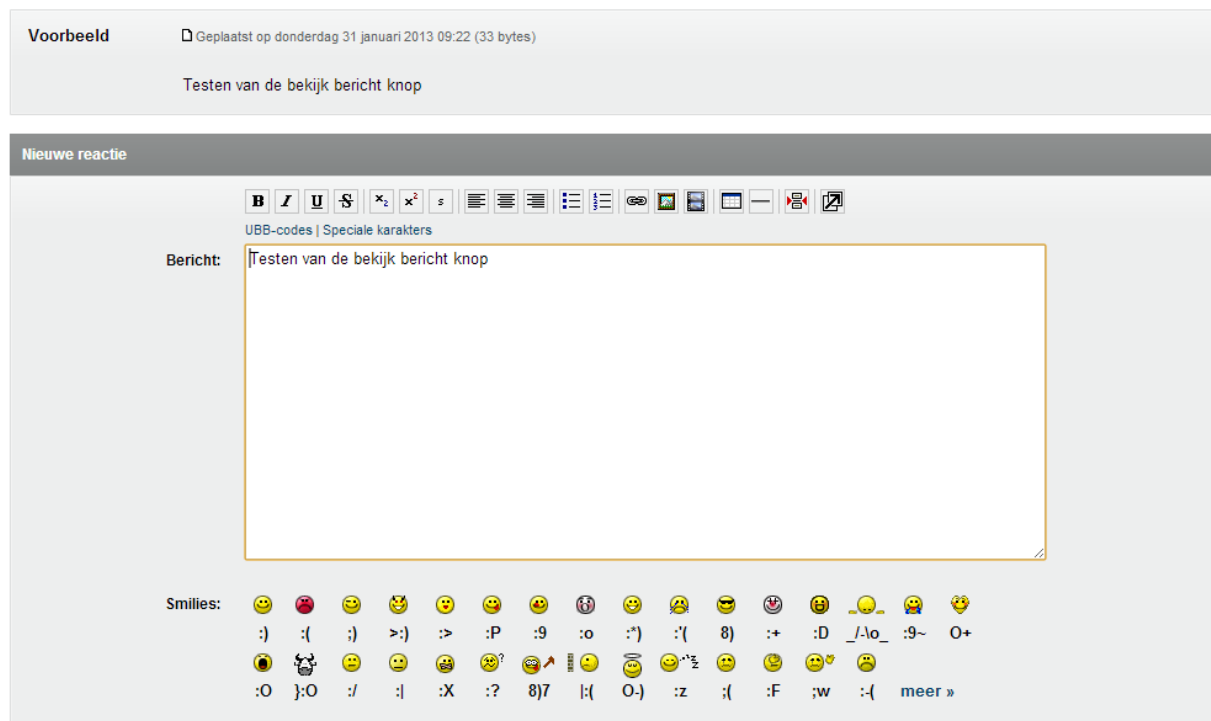 Voorbeeld
Geplaatst op donderdag 31 januari 2013 09:22 (33 bytes)
Testen van de bekijk bericht knop
Nieuwe reactie
B I U S x₂ x² s
UBB-codes | Speciale karakters
Bericht:
Testen van de bekijk bericht knop
Smilies:
:) :( ;) >:) :> :P :9 :o :*) :'( 8) :+ :D _/-\o_ :9~ O+
:O }:O :/ :| :X :? 8)7 |:( O-) :z ;( :F ;w :-( meer »